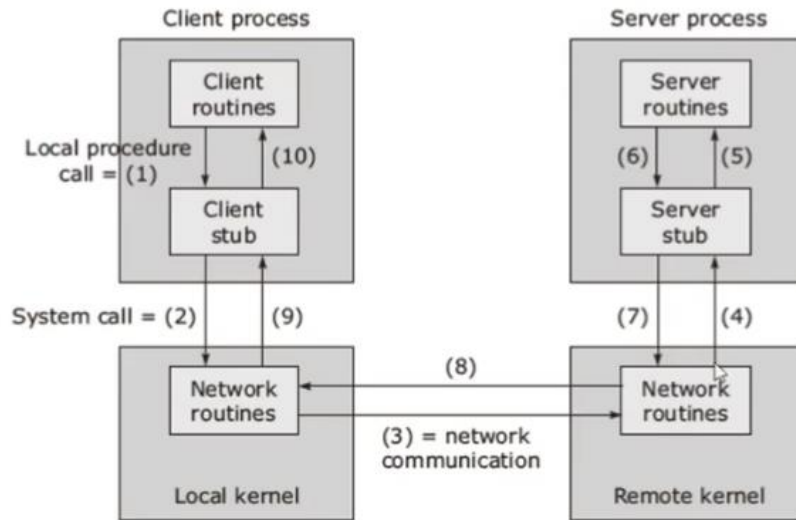 Client process
Server process
Client
routines
Server
routines
Local procedure
call = (1)
(10)
(6)
(5)
Client
stub
Server
stub
System call = (2)
(9)
(7)
(4)
(8)
Network
routines
Network
routines
(3) = network
communication
Local kernel
Remote kernel